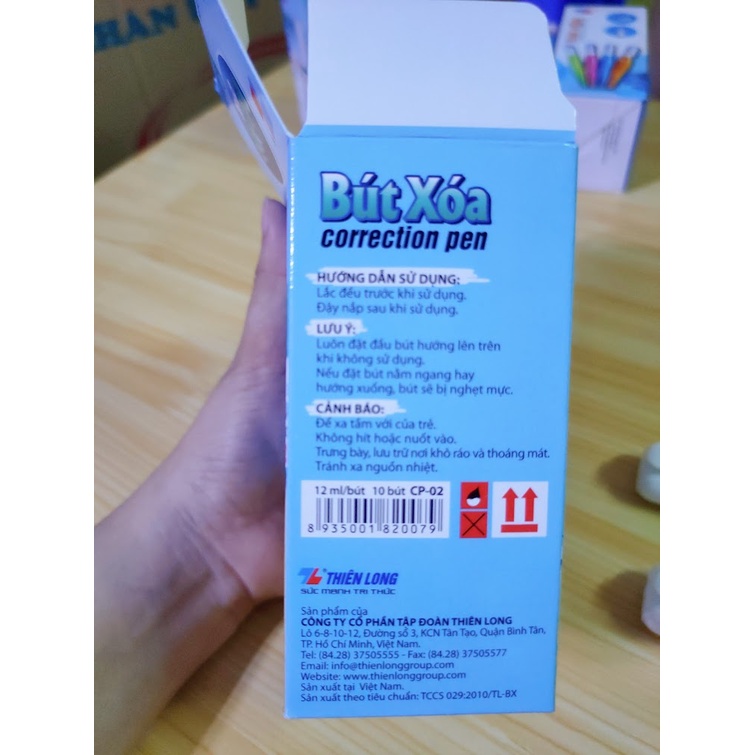 Bút Xóa
correction pen
HƯỚNG DẪN SỬ DỤNG:
Lắc đều trước khi sử dụng.
Đậy nắp sau khi sử dụng.
LƯU Ý:
Luôn đặt đầu bút hướng lên trên
khi không sử dụng.
Nếu đặt bút nằm ngang hay
hướng xuống, bút sẽ bị nghẹt mực.
CẢNH BÁO:
Để xa tầm với của trẻ.
Không hít hoặc nuốt vào.
Trưng bày, lưu trữ nơi khô ráo và thoáng mát.
Tránh xa nguồn nhiệt.
12 ml/bút 10 bút CP-02
8 935001 820079
THIÊN LONG
SỨC MẠNH TRI THỨC
Sản phẩm của
CÔNG TY CỔ PHẦN TẬP ĐOÀN THIÊN LONG
Lô 6-8-10-12, Đường số 3, KCN Tân Tạo, Quận Bình Tân,
TP. Hồ Chí Minh, Việt Nam.
Tel: (84.28) 37505555 - Fax: (84.28) 37505577
Email: info@thienlonggroup.com
Website: www.thienlonggroup.com
Sản xuất tại Việt Nam.
Sản xuất theo tiêu chuẩn: TCCS 029:2010/TL-BX